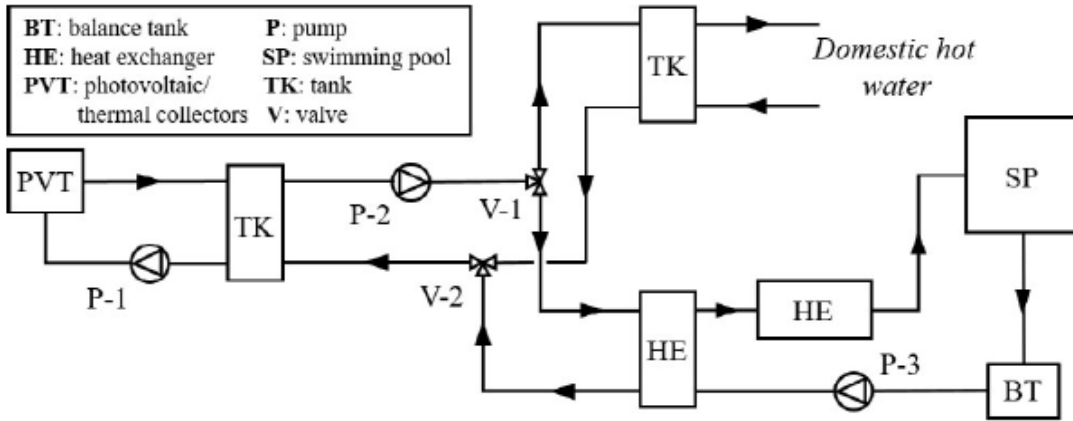 BT: balance tank
HE: heat exchanger
PVT: photovoltaic/
thermal collectors
P: pump
SP: swimming pool
TK: tank
V: valve
TK
Domestic hot
water
PVT
TK
P-2
V-1
SP
P-1
V-2
HE
HE
P-3
BT